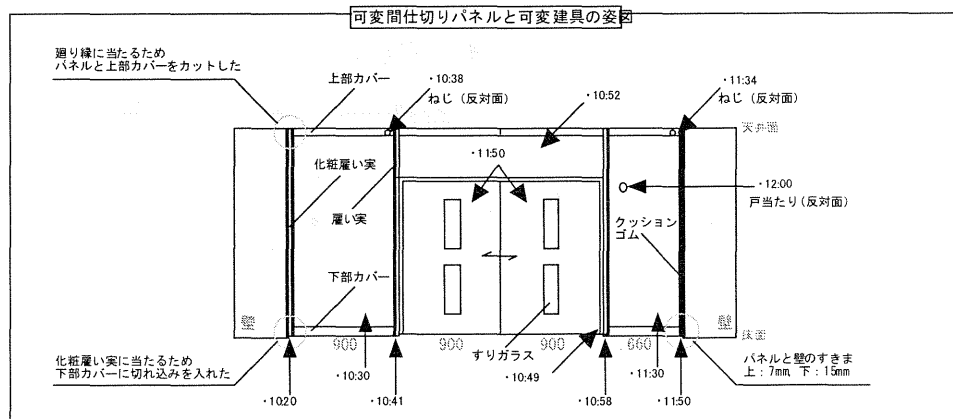 可変間仕切りパネルと可変建具の姿図
廻り縁に当たるため
パネルと上部カバーをカットした
上部カバー
・10:38
ねじ（反対面）
・10:52
・11:34
ねじ（反対面）
天井面
化粧雇い実
・11:50
・12:00
戸当たり（反対面）
雇い実
クッション
ゴム
下部カバー
壁
壁
床面
900
900
900
660
化粧雇い実に当たるため
下部カバーに切れ込みを入れた
・10:30
すりガラス
・10:49
・11:30
パネルと壁のすきま
上：7mm, 下：15mm
・10:20
・10:41
・10:58
・11:50